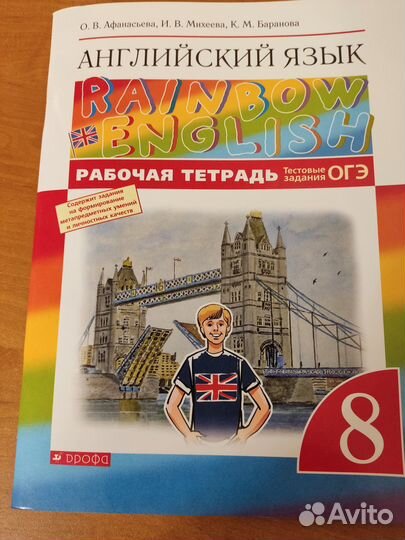 О. В. Афанасьева, И. В. Михеева, К. М. Баранова
АНГЛИЙСКИЙ ЯЗЫК
RAINBOW
ENGLISH
РАБОЧАЯ ТЕТРАДЬ Тестовые задания ОГЭ
Содержит задания
на формирование
метапредметных умений
и личностных качеств
8
ДРОФА
Avito